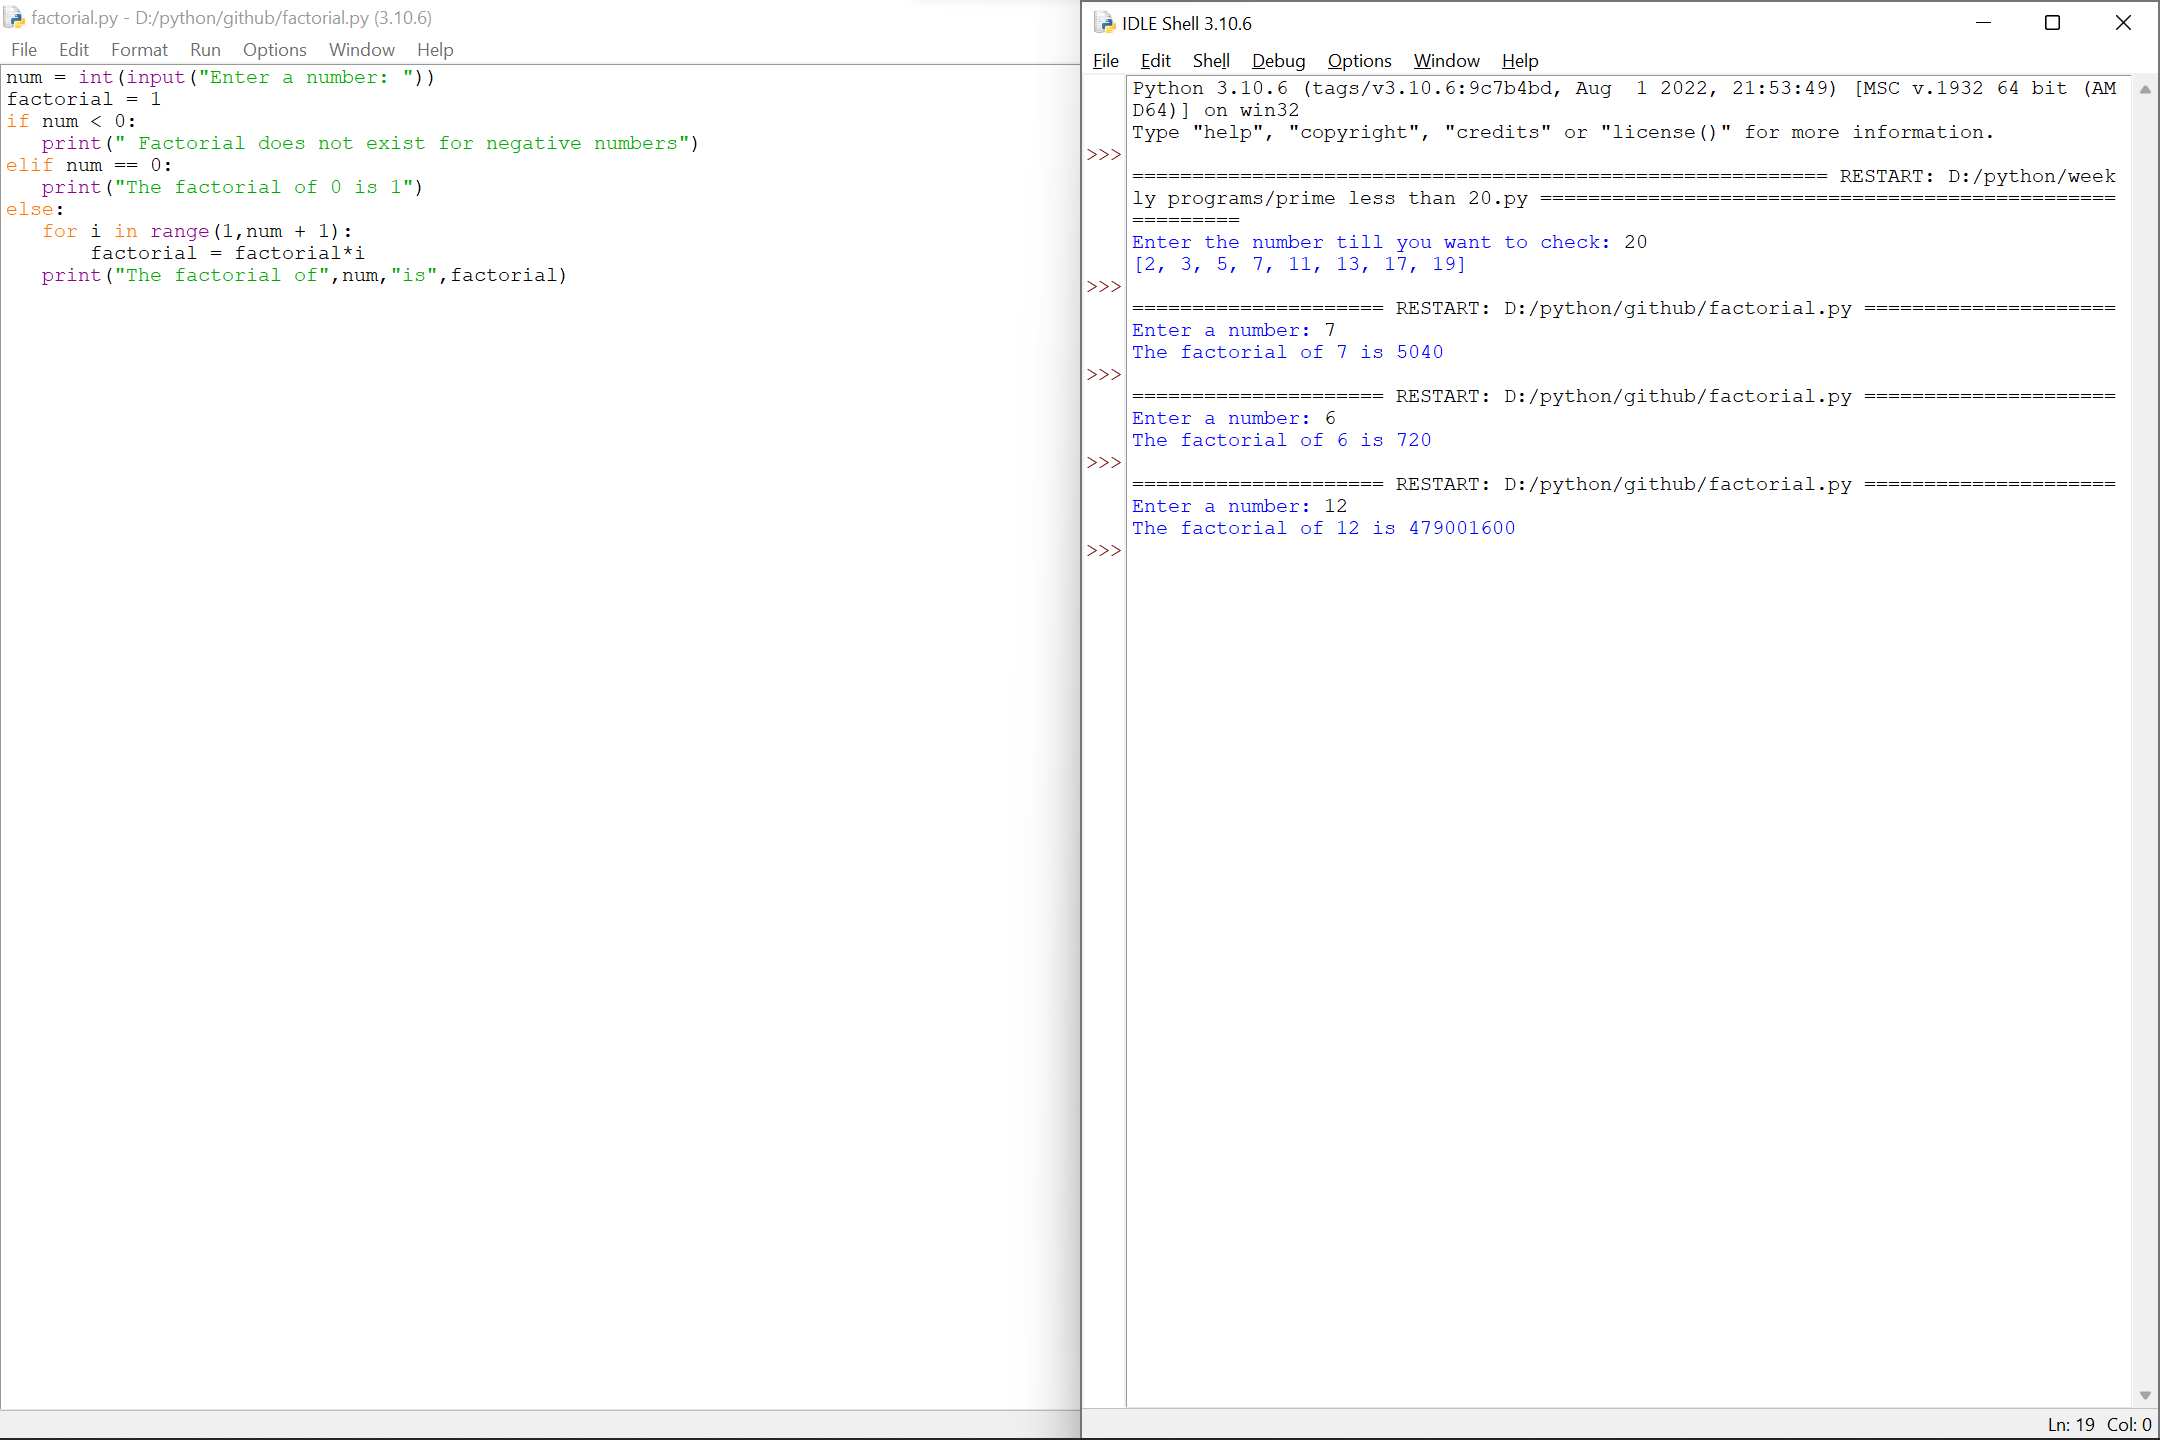 factorial.py - D:/python/github/factorial.py (3.10.6)
File Edit Format Run Options Window Help
num = int(input("Enter a number: "))
factorial = 1
if num < 0:
   print(" Factorial does not exist for negative numbers")
elif num == 0:
   print("The factorial of 0 is 1")
else:
   for i in range(1,num + 1):
       factorial = factorial*i
   print("The factorial of",num,"is",factorial)
IDLE Shell 3.10.6
File Edit Shell Debug Options Window Help
Python 3.10.6 (tags/v3.10.6:9c7b4bd, Aug  1 2022, 21:53:49) [MSC v.1932 64 bit (AM
D64)] on win32
Type "help", "copyright", "credits" or "license()" for more information.
>>>
========================================================== RESTART: D:/python/week
ly programs/prime less than 20.py ================================================
=========
Enter the number till you want to check: 20
[2, 3, 5, 7, 11, 13, 17, 19]
>>>
===================== RESTART: D:/python/github/factorial.py =====================
Enter a number: 7
The factorial of 7 is 5040
>>>
===================== RESTART: D:/python/github/factorial.py =====================
Enter a number: 6
The factorial of 6 is 720
>>>
===================== RESTART: D:/python/github/factorial.py =====================
Enter a number: 12
The factorial of 12 is 479001600
>>>
Ln: 19 Col: 0